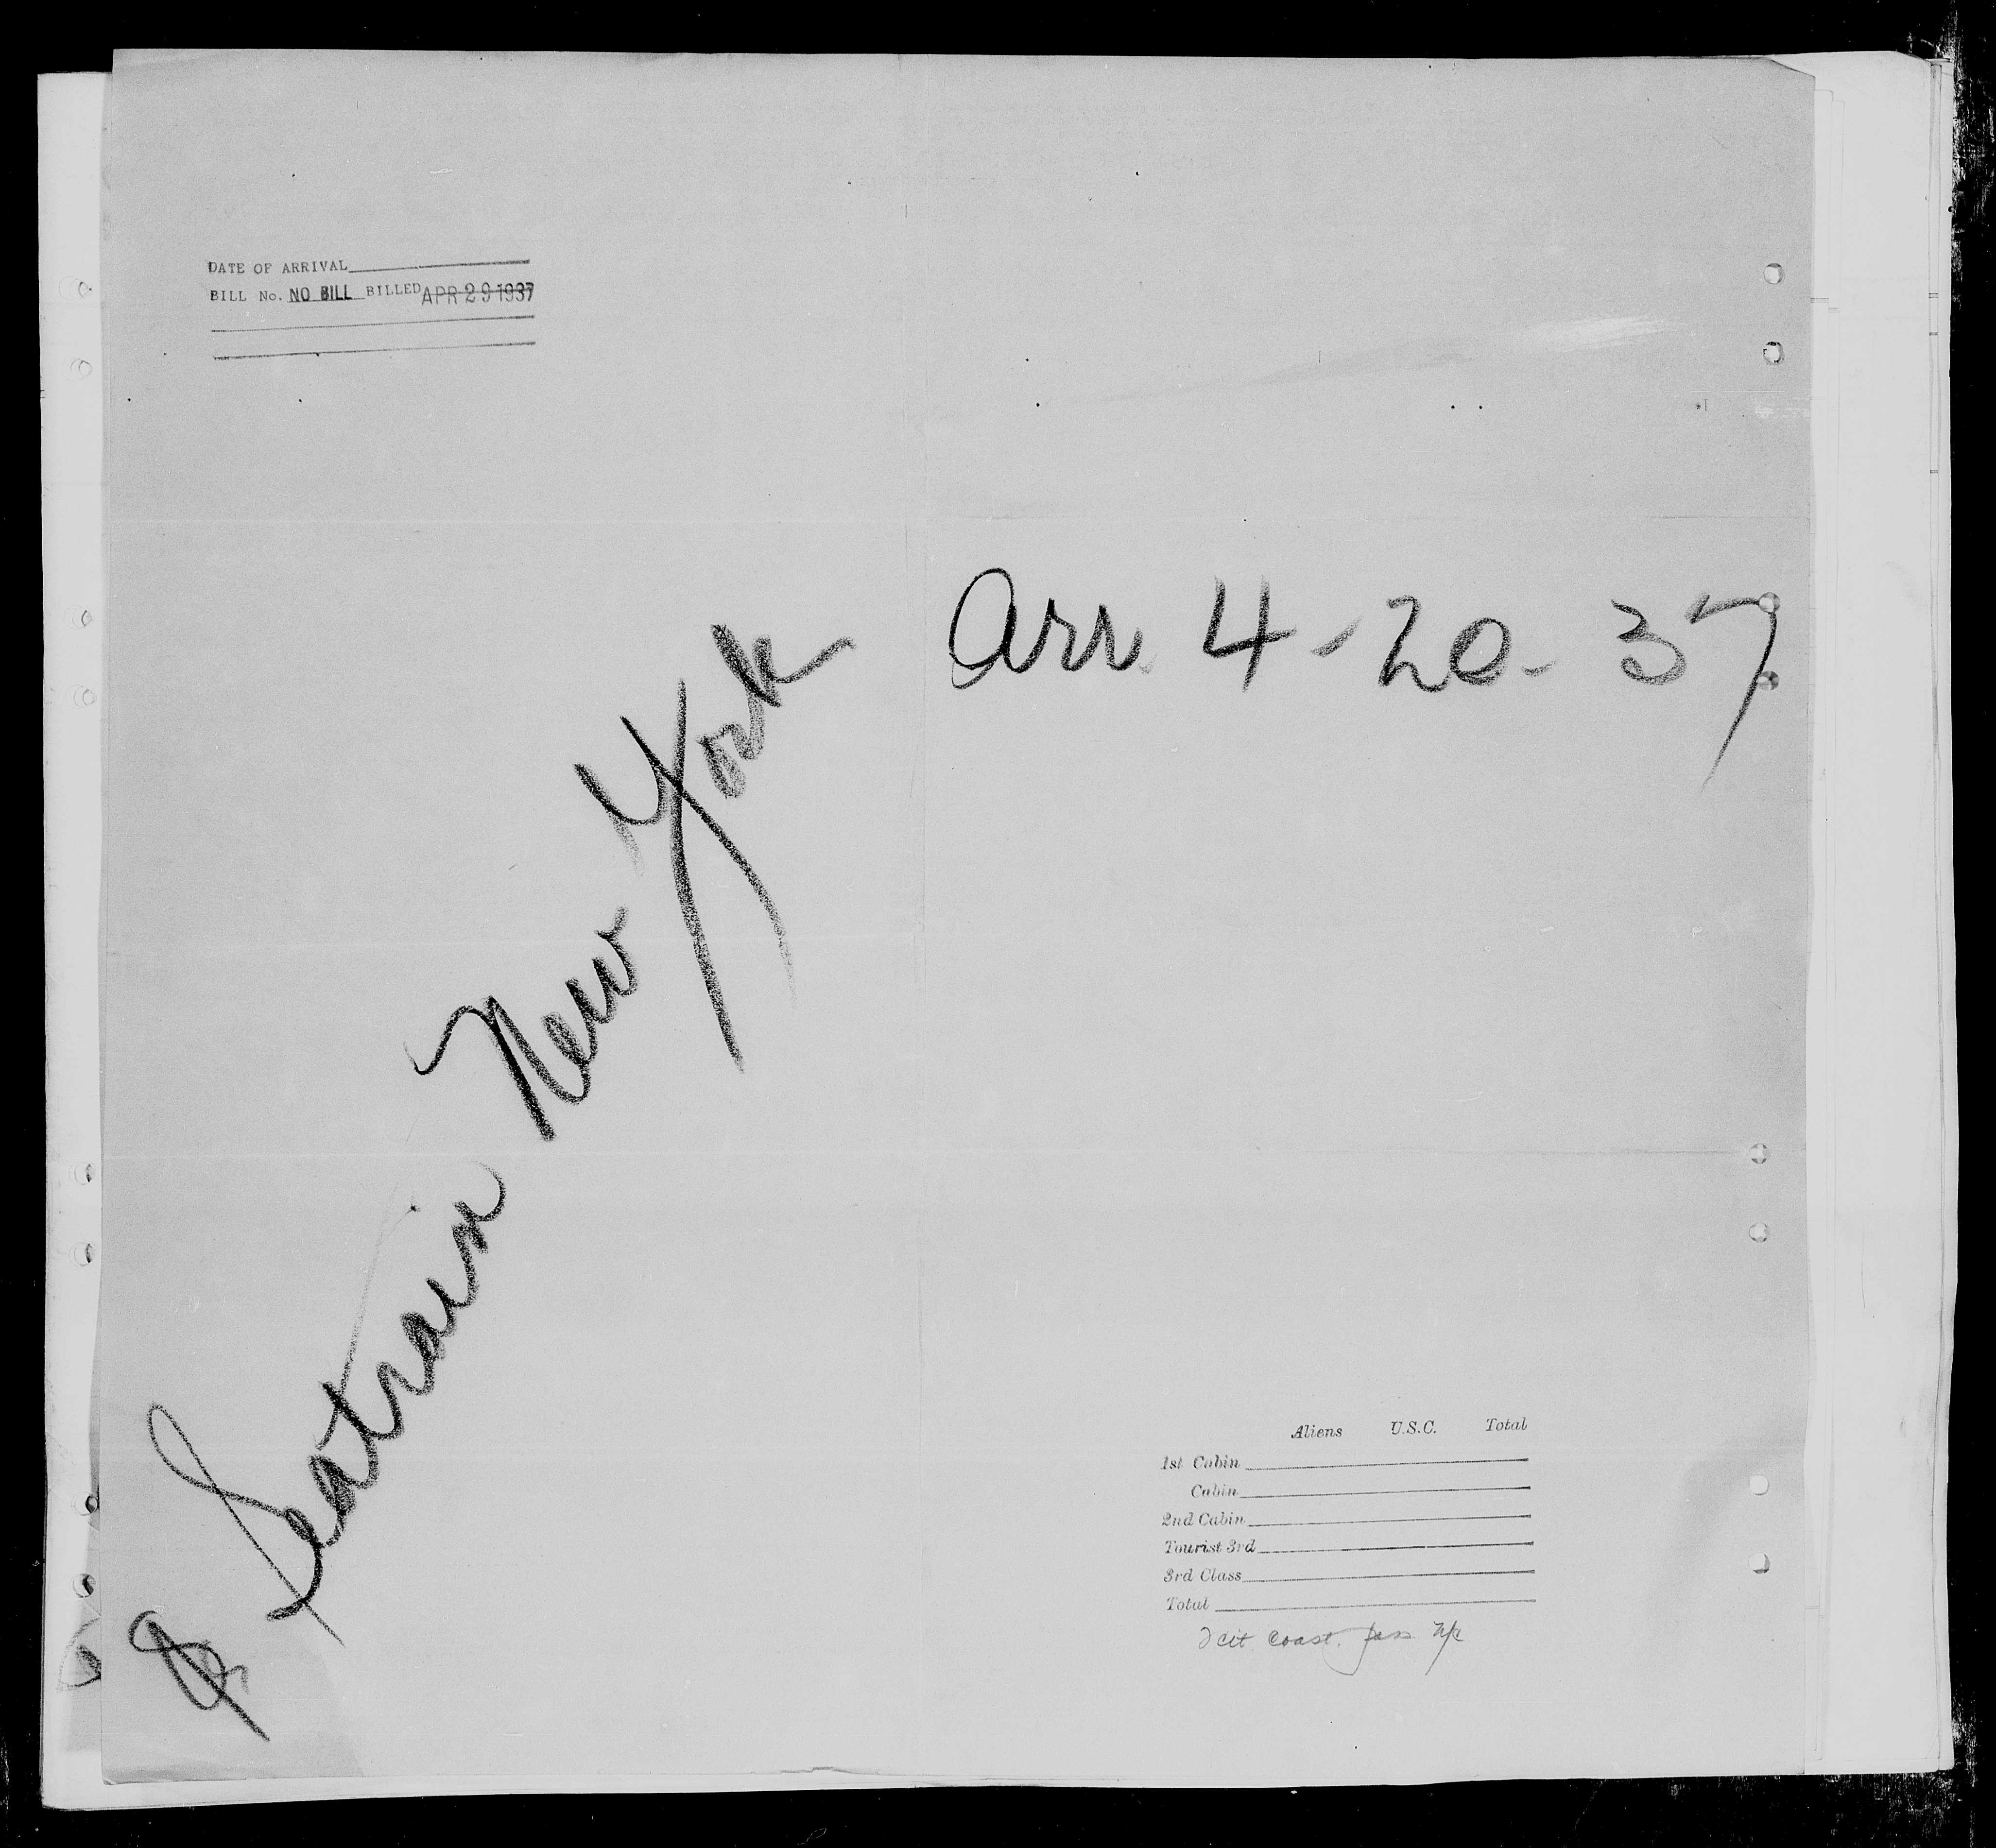 DATE OF ARRIVAL
BILL No. NO BILL BILLED APR 29 1937
Arr. 4-20-37
Seatrain New York
Aliens U.S.C. Total
1st Cabin
Cabin
2nd Cabin
Tourist 3rd
3rd Class
Total
cit. Coast. pass N/c